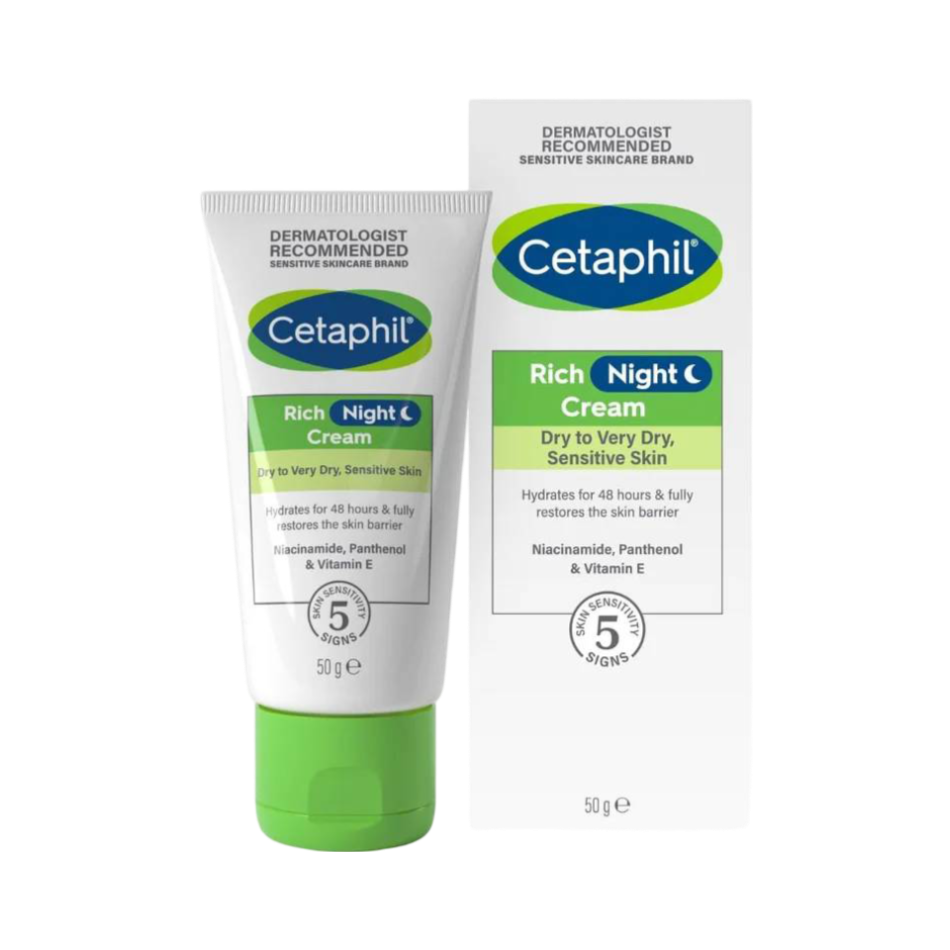 DERMATOLOGIST
RECOMMENDED
SENSITIVE SKINCARE BRAND
Cetaphil®
Rich Night
Cream
Dry to Very Dry, Sensitive Skin
Hydrates for 48 hours & fully
restores the skin barrier
Niacinamide, Panthenol
& Vitamin E
SKIN SENSITIVITY
5
SIGNS
50 g ℮
DERMATOLOGIST
RECOMMENDED
SENSITIVE SKINCARE BRAND
Cetaphil®
Rich Night
Cream
Dry to Very Dry,
Sensitive Skin
Hydrates for 48 hours & fully
restores the skin barrier
Niacinamide, Panthenol
& Vitamin E
SKIN SENSITIVITY
5
SIGNS
50 g ℮